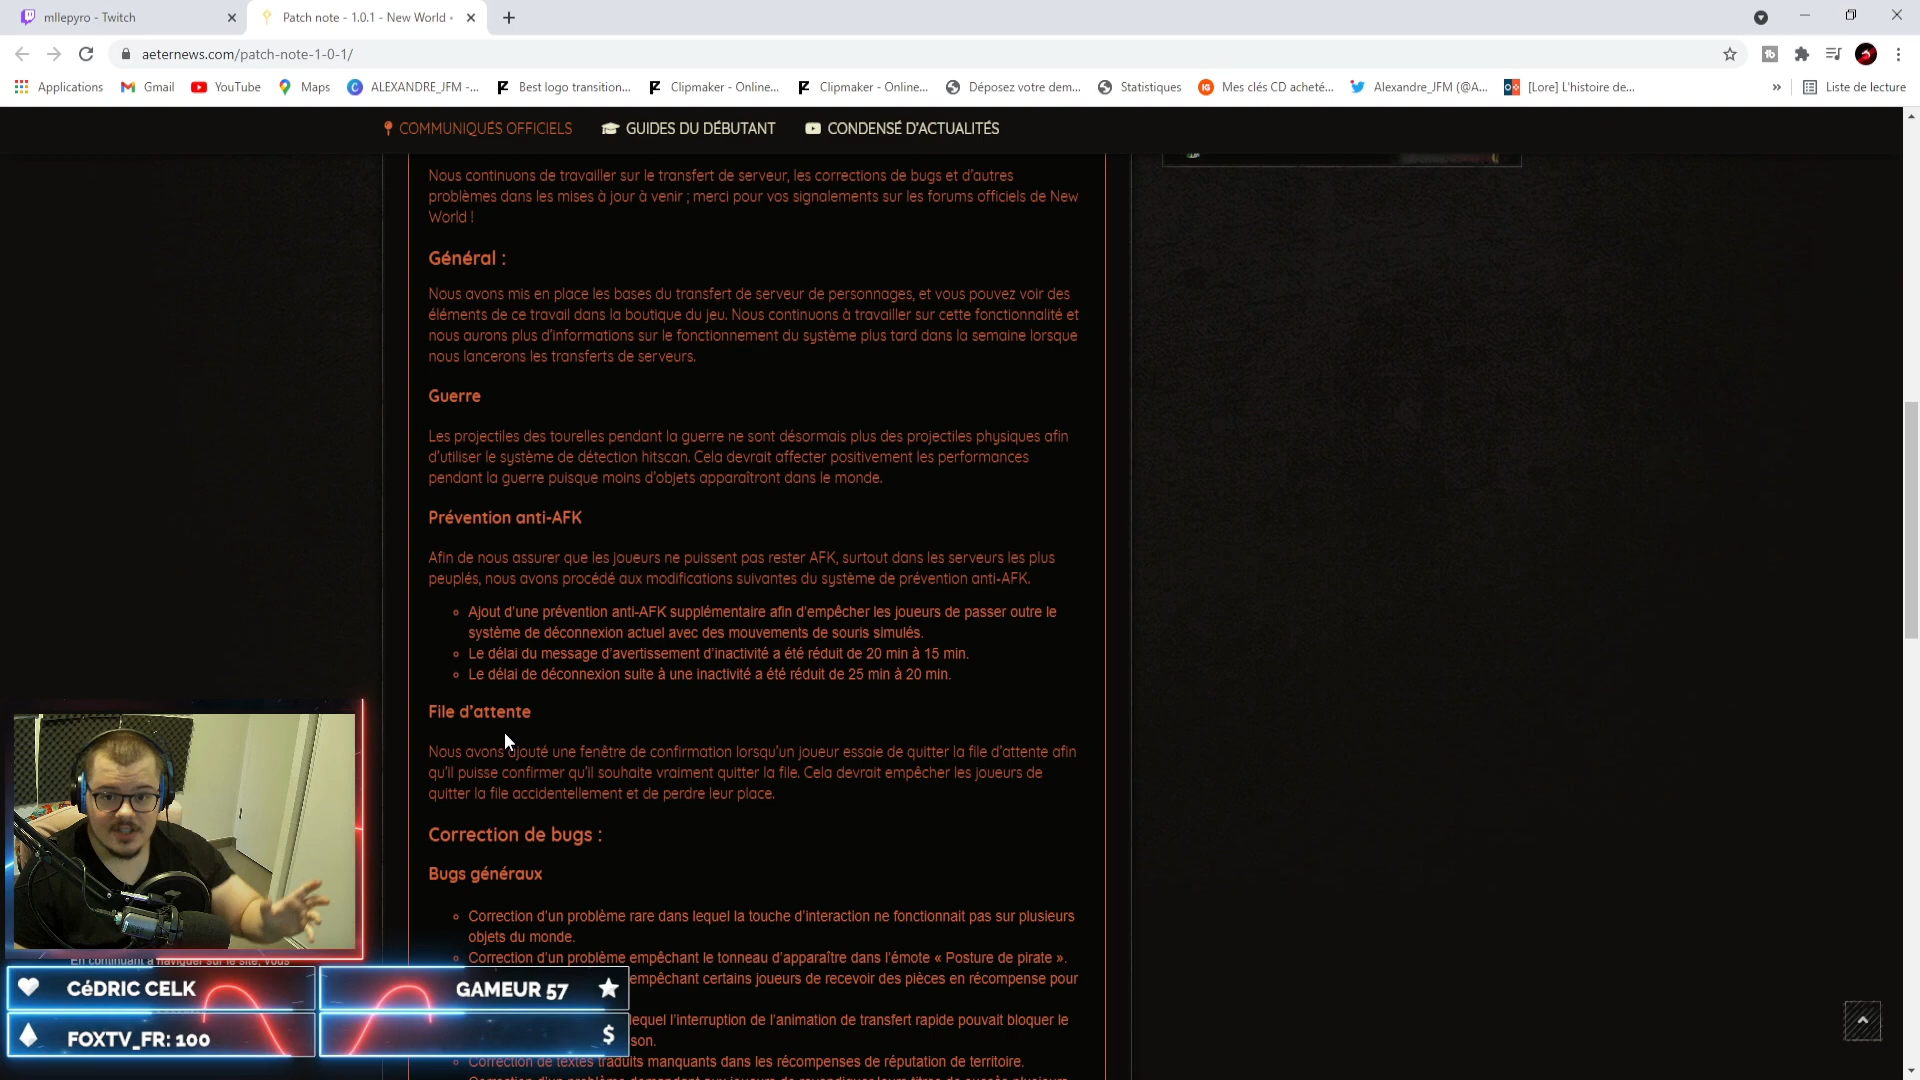 mllepyro - Twitch
Patch note - 1.0.1 - New World
aeternews.com/patch-note-1-0-1/
Applications
Gmail
YouTube
Maps
ALEXANDRE_JFM -...
Best logo transition...
Clipmaker - Online...
Clipmaker - Online...
Déposez votre dem...
Statistiques
Mes clés CD acheté...
Alexandre_JFM (@A...
[Lore] L'histoire de...
»
Liste de lecture
COMMUNIQUÉS OFFICIELS
GUIDES DU DÉBUTANT
CONDENSÉ D'ACTUALITÉS
Nous continuons de travailler sur le transfert de serveur, les corrections de bugs et d'autres
problèmes dans les mises à jour à venir ; merci pour vos signalements sur les forums officiels de New
World !
Général :
Nous avons mis en place les bases du transfert de serveur de personnages, et vous pouvez voir des
éléments de ce travail dans la boutique du jeu. Nous continuons à travailler sur cette fonctionnalité et
nous aurons plus d'informations sur le fonctionnement du système plus tard dans la semaine lorsque
nous lancerons les transferts de serveurs.
Guerre
Les projectiles des tourelles pendant la guerre ne sont désormais plus des projectiles physiques afin
d'utiliser le système de détection hitscan. Cela devrait affecter positivement les performances
pendant la guerre puisque moins d'objets apparaîtront dans le monde.
Prévention anti-AFK
Afin de nous assurer que les joueurs ne puissent pas rester AFK, surtout dans les serveurs les plus
peuplés, nous avons procédé aux modifications suivantes du système de prévention anti-AFK.
Ajout d'une prévention anti-AFK supplémentaire afin d'empêcher les joueurs de passer outre le
système de déconnexion actuel avec des mouvements de souris simulés.
Le délai du message d'avertissement d'inactivité a été réduit de 20 min à 15 min.
Le délai de déconnexion suite à une inactivité a été réduit de 25 min à 20 min.
File d'attente
Nous avons ajouté une fenêtre de confirmation lorsqu'un joueur essaie de quitter la file d'attente afin
qu'il puisse confirmer qu'il souhaite vraiment quitter la file. Cela devrait empêcher les joueurs de
quitter la file accidentellement et de perdre leur place.
Correction de bugs :
Bugs généraux
Correction d'un problème rare dans lequel la touche d'interaction ne fonctionnait pas sur plusieurs
objets du monde.
Correction d'un problème empêchant le tonneau d'apparaître dans l'émote « Posture de pirate ».
empêchant certains joueurs de recevoir des pièces en récompense pour
lequel l'interruption de l'animation de transfert rapide pouvait bloquer le
son.
Correction de textes traduits manquants dans les récompenses de réputation de territoire.
En continuant à naviguer sur le site, vous
CéDRIC CELK
GAMEUR 57
FOXTV_FR: 100
$